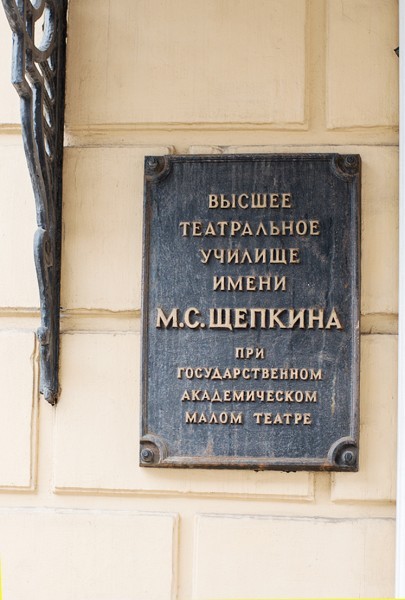 ВЫСШЕЕ
ТЕАТРАЛЬНОЕ
УЧИЛИЩЕ
ИМЕНИ
М.С.ЩЕПКИНА
ПРИ
ГОСУДАРСТВЕННОМ
АКАДЕМИЧЕСКОМ
МАЛОМ ТЕАТРЕ